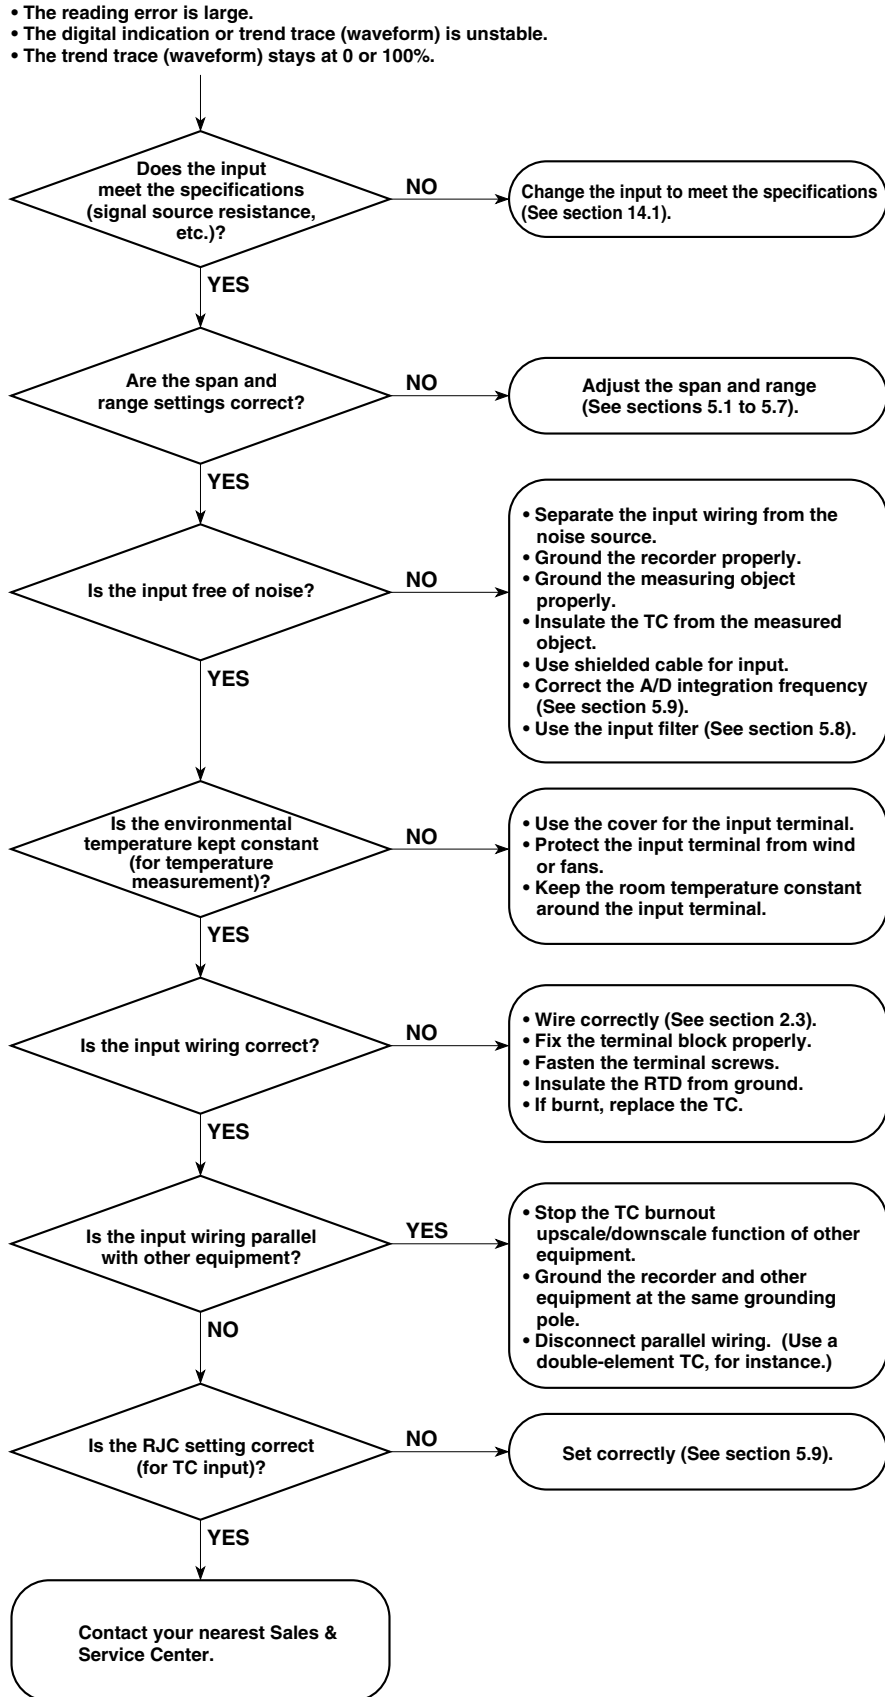 • The reading error is large.
• The digital indication or trend trace (waveform) is unstable.
• The trend trace (waveform) stays at 0 or 100%.
Does the input
meet the specifications
(signal source resistance,
etc.)?
NO
Change the input to meet the specifications
(See section 14.1).
YES
Are the span and
range settings correct?
NO
Adjust the span and range
(See sections 5.1 to 5.7).
YES
Is the input free of noise?
NO
• Separate the input wiring from the
noise source.
• Ground the recorder properly.
• Ground the measuring object
properly.
• Insulate the TC from the measured
object.
• Use shielded cable for input.
• Correct the A/D integration frequency
(See section 5.9).
• Use the input filter (See section 5.8).
YES
Is the environmental
temperature kept constant
(for temperature
measurement)?
NO
• Use the cover for the input terminal.
• Protect the input terminal from wind
or fans.
• Keep the room temperature constant
around the input terminal.
YES
Is the input wiring correct?
NO
• Wire correctly (See section 2.3).
• Fix the terminal block properly.
• Fasten the terminal screws.
• Insulate the RTD from ground.
• If burnt, replace the TC.
YES
Is the input wiring parallel
with other equipment?
YES
• Stop the TC burnout
upscale/downscale function of other
equipment.
• Ground the recorder and other
equipment at the same grounding
pole.
• Disconnect parallel wiring. (Use a
double-element TC, for instance.)
NO
Is the RJC setting correct
(for TC input)?
NO
Set correctly (See section 5.9).
YES
Contact your nearest Sales &
Service Center.